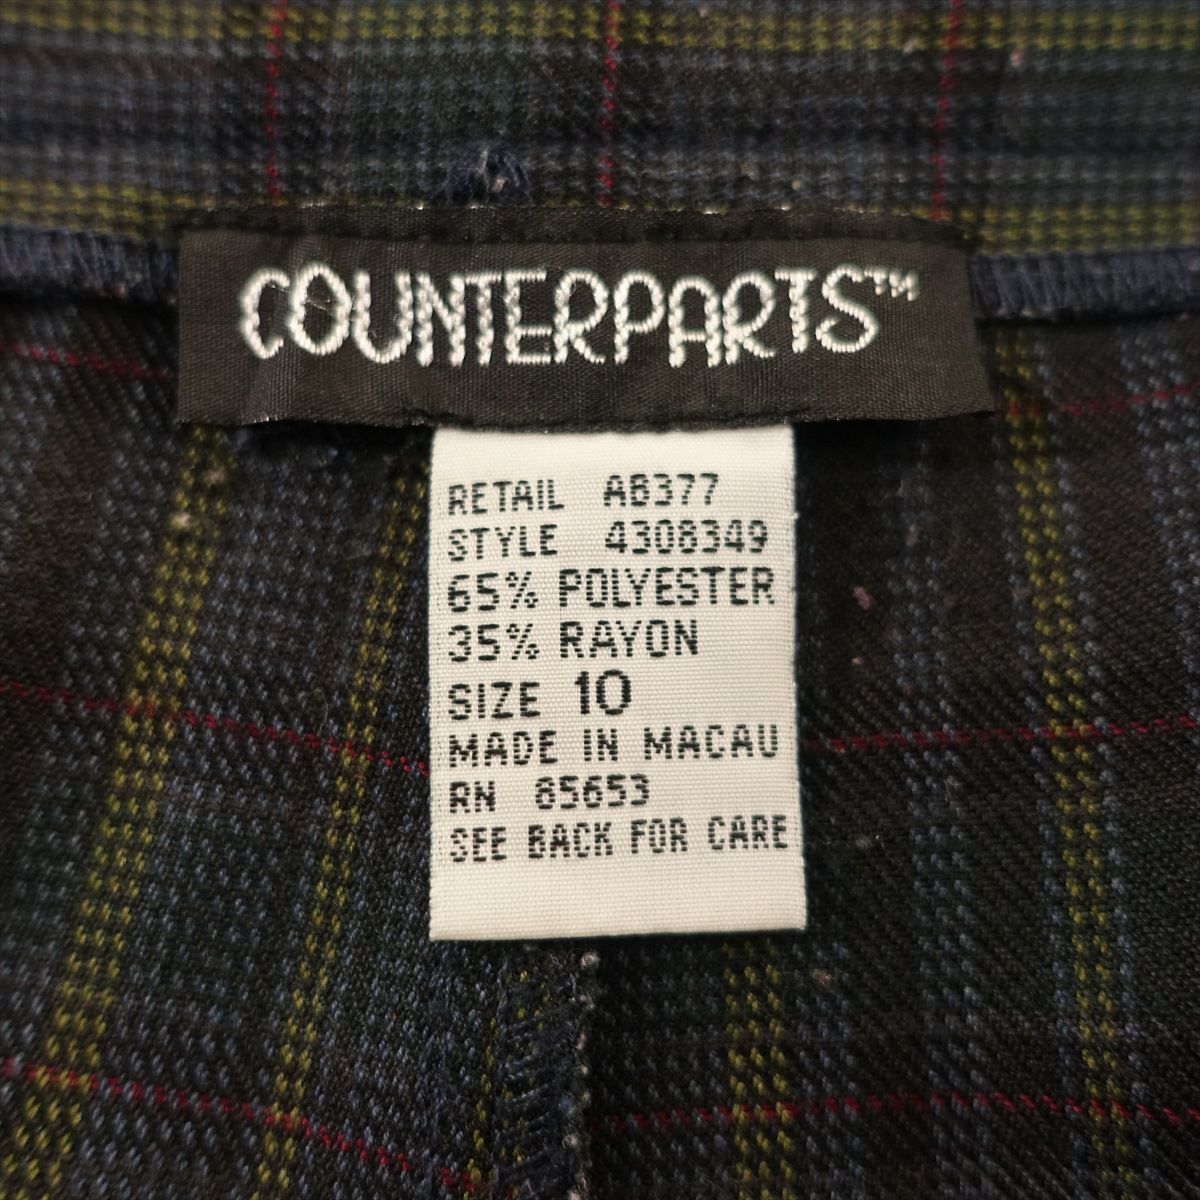 COUNTERPARTS™
RETAIL AB377
STYLE 4308349
65% POLYESTER
35% RAYON
SIZE 10
MADE IN MACAU
RN 85653
SEE BACK FOR CARE